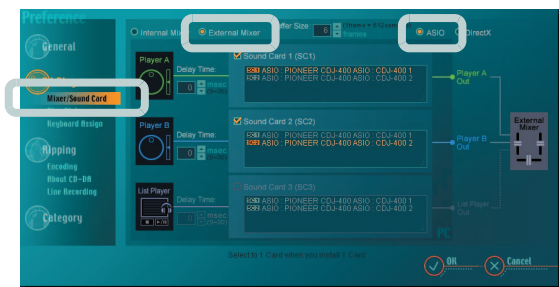 Preference
General
Mixer/Sound Card
Keyboard Assign
Ripping
Encoding
About CD-DA
Line Recording
Category
Internal
External Mixer
Buffer Size:
6
frames
ASIO
DirectX
Player A
Delay Time:
0
msec
Sound Card 1 (SC1)
ASIO : PIONEER CDJ-400 ASIO : CDJ-400 1
ASIO : PIONEER CDJ-400 ASIO : CDJ-400 2
Player A
Out
Player B
Delay Time:
0
msec
Sound Card 2 (SC2)
ASIO : PIONEER CDJ-400 ASIO : CDJ-400 1
ASIO : PIONEER CDJ-400 ASIO : CDJ-400 2
Player B
Out
External
Mixer
List Player
Delay Time:
0
msec
Sound Card 3 (SC3)
ASIO : PIONEER CDJ-400 ASIO : CDJ-400 1
ASIO : PIONEER CDJ-400 ASIO : CDJ-400 2
List Player
Out
PC
Select to 1 Card when you install 1 Card
OK
Cancel